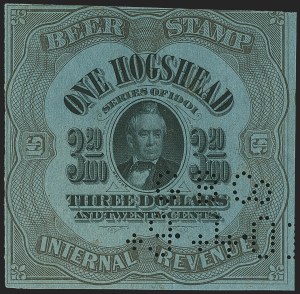 BEER STAMP
ONE HOGSHEAD
SERIES OF 1901
3 20/100 3 20/100
THREE DOLLARS
AND TWENTY CENTS.
INTERNAL REVENUE